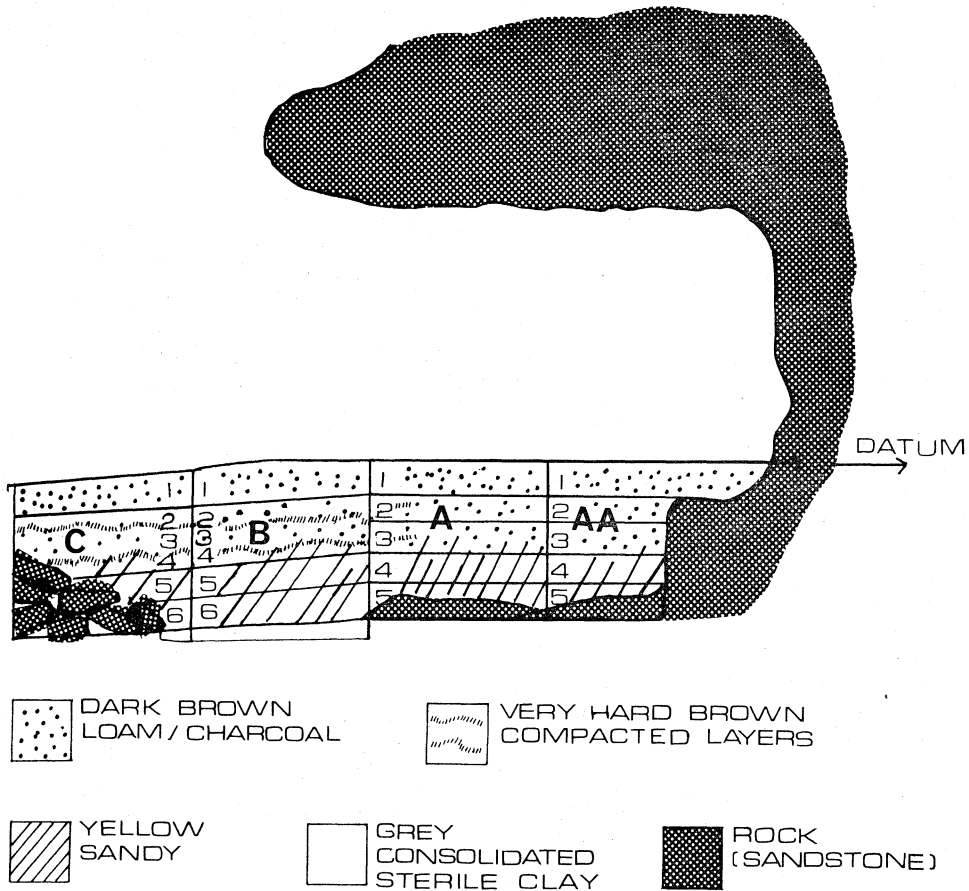 DATUM
1 1 1 1
2 2 2 2
C 3 3 B A AA
4 4 3 3
5 5 4 4
6 6 5 5
DARK BROWN
LOAM / CHARCOAL
VERY HARD BROWN
COMPACTED LAYERS
YELLOW
SANDY
GREY
CONSOLIDATED
STERILE CLAY
ROCK
(SANDSTONE)